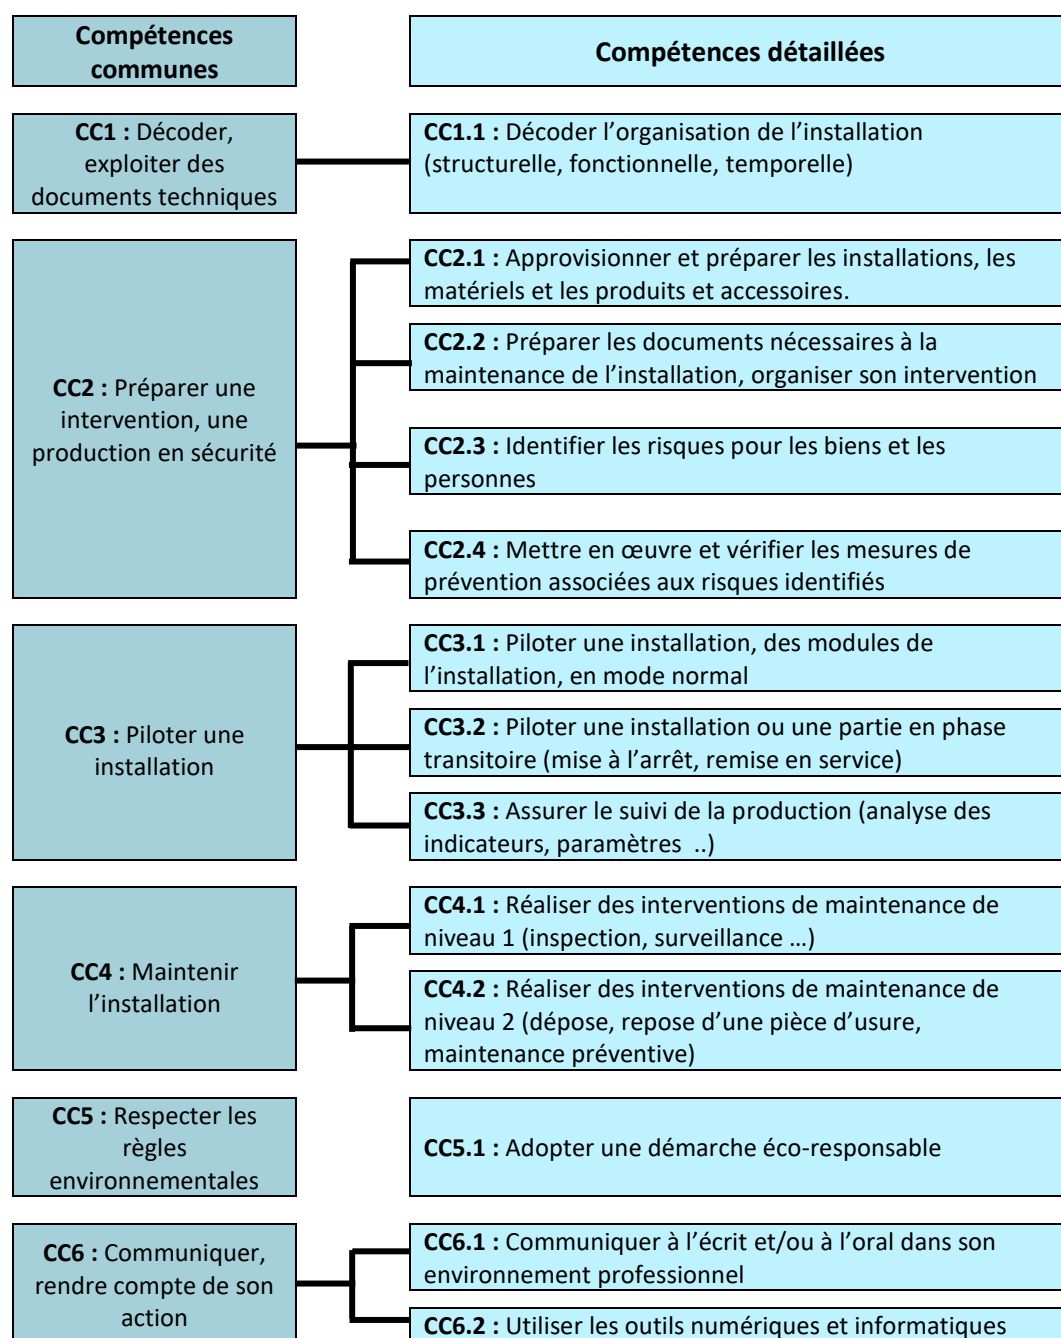 Compétences
communes
Compétences détaillées
CC1 : Décoder,
exploiter des
documents techniques
CC1.1 : Décoder l’organisation de l’installation
(structurelle, fonctionnelle, temporelle)
CC2 : Préparer une
intervention, une
production en sécurité
CC2.1 : Approvisionner et préparer les installations, les
matériels et les produits et accessoires.
CC2.2 : Préparer les documents nécessaires à la
maintenance de l’installation, organiser son intervention
CC2.3 : Identifier les risques pour les biens et les
personnes
CC2.4 : Mettre en œuvre et vérifier les mesures de
prévention associées aux risques identifiés
CC3 : Piloter une
installation
CC3.1 : Piloter une installation, des modules de
l’installation, en mode normal
CC3.2 : Piloter une installation ou une partie en phase
transitoire (mise à l’arrêt, remise en service)
CC3.3 : Assurer le suivi de la production (analyse des
indicateurs, paramètres ..)
CC4 : Maintenir
l’installation
CC4.1 : Réaliser des interventions de maintenance de
niveau 1 (inspection, surveillance …)
CC4.2 : Réaliser des interventions de maintenance de
niveau 2 (dépose, repose d’une pièce d’usure,
maintenance préventive)
CC5 : Respecter les
règles
environnementales
CC5.1 : Adopter une démarche éco-responsable
CC6 : Communiquer,
rendre compte de son
action
CC6.1 : Communiquer à l’écrit et/ou à l’oral dans son
environnement professionnel
CC6.2 : Utiliser les outils numériques et informatiques